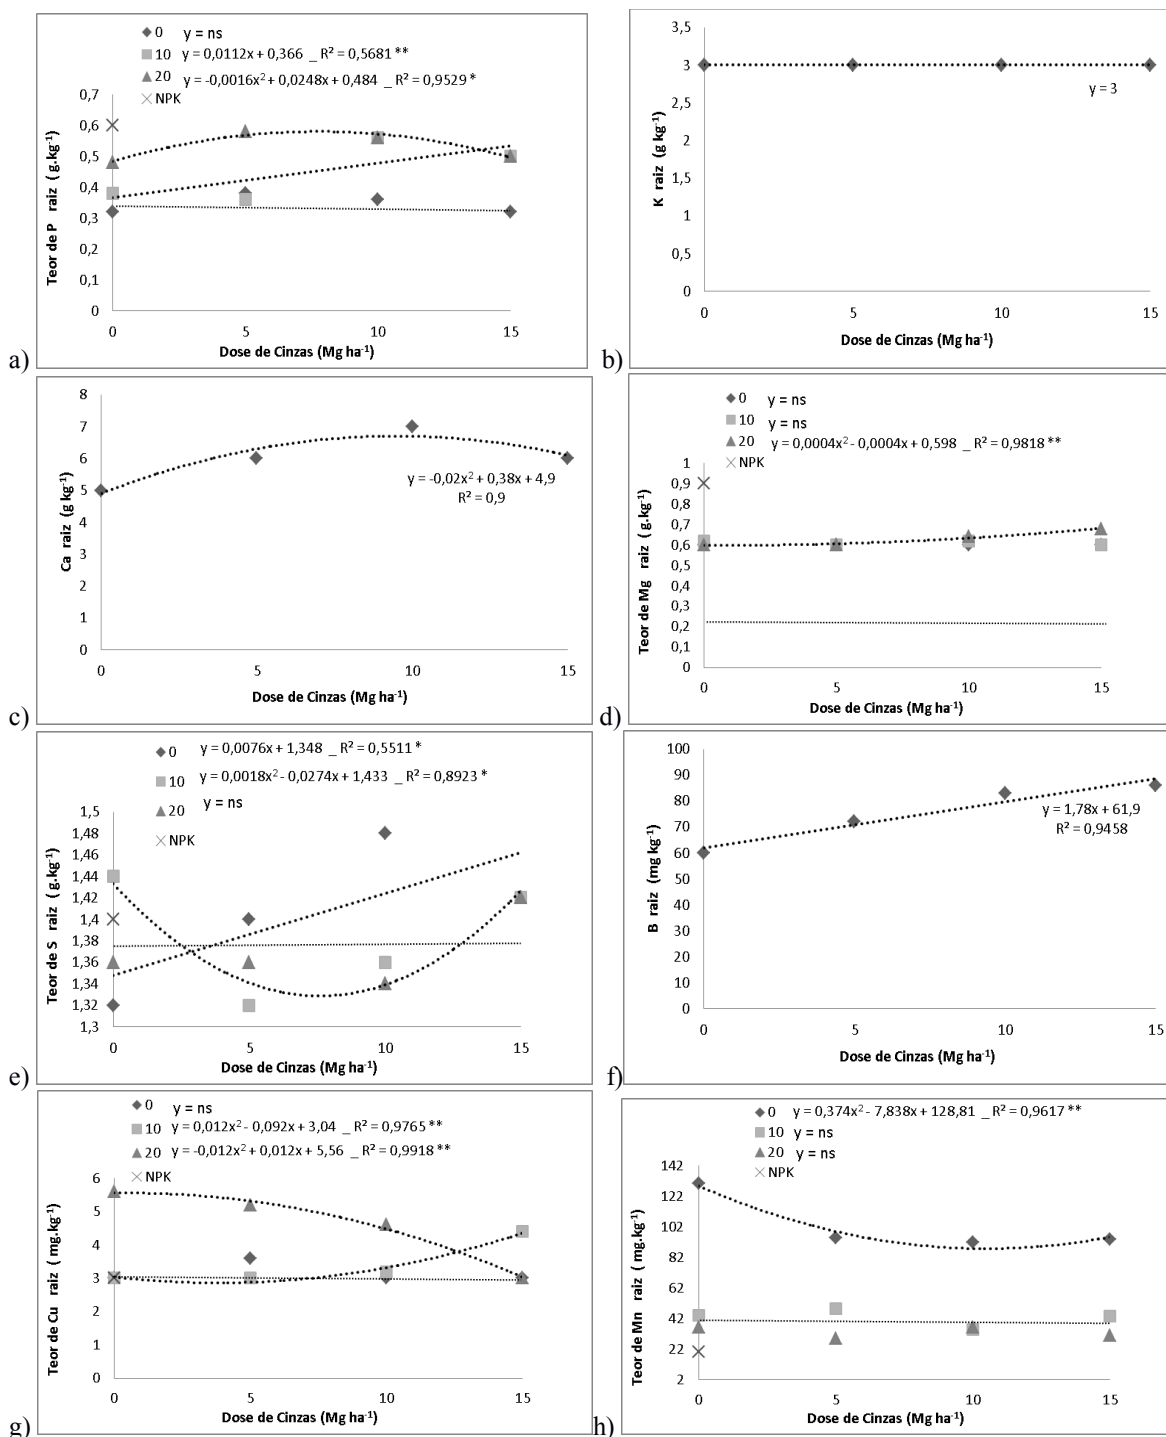 0 y = ns
10 y = 0,0112x + 0,366 _ R² = 0,5681 **
20 y = -0,0016x² + 0,0248x + 0,484 _ R² = 0,9529 *
NPK
Teor de P raiz ( g.kg⁻¹)
0,7
0,6
0,5
0,4
0,3
0,2
0,1
0
0 5 10 15
Dose de Cinzas (Mg ha⁻¹)
a)
K raiz (g kg⁻¹)
4
3,5
3
2,5
2
1,5
1
0,5
0
y = 3
0 5 10 15
Dose de Cinzas (Mg ha⁻¹)
b)
Ca raiz (g kg⁻¹)
8
7
6
5
4
3
2
1
0
y = -0,02x² + 0,38x + 4,9
R² = 0,9
0 5 10 15
Dose de Cinzas (Mg ha⁻¹)
c)
0 y = ns
10 y = ns
20 y = 0,0004x² - 0,0004x + 0,598 _ R² = 0,9818 **
NPK
Teor de Mg raiz ( g.kg⁻¹)
1
0,9
0,8
0,7
0,6
0,5
0,4
0,3
0,2
0,1
0
0 5 10 15
Dose de Cinzas (Mg ha⁻¹)
d)
0 y = 0,0076x + 1,348 _ R² = 0,5511 *
10 y = 0,0018x² - 0,0274x + 1,433 _ R² = 0,8923 *
20 y = ns
NPK
Teor de S raiz ( g.kg⁻¹)
1,5
1,48
1,46
1,44
1,42
1,4
1,38
1,36
1,34
1,32
1,3
0 5 10 15
Dose de Cinzas (Mg ha⁻¹)
e)
B raiz (mg kg⁻¹)
100
90
80
70
60
50
40
30
20
10
0
y = 1,78x + 61,9
R² = 0,9458
0 5 10 15
Dose de Cinzas (Mg ha⁻¹)
f)
0 y = ns
10 y = 0,012x² - 0,092x + 3,04 _ R² = 0,9765 **
20 y = -0,012x² + 0,012x + 5,56 _ R² = 0,9918 **
NPK
Teor de Cu raiz ( mg.kg⁻¹)
6
5
4
3
2
1
0
0 5 10 15
Dose de Cinzas (Mg ha⁻¹)
g)
0 y = 0,374x² - 7,838x + 128,81 _ R² = 0,9617 **
10 y = ns
20 y = ns
NPK
Teor de Mn raiz ( mg.kg⁻¹)
142
122
102
82
62
42
22
2
0 5 10 15
Dose de Cinzas (Mg ha⁻¹)
h)